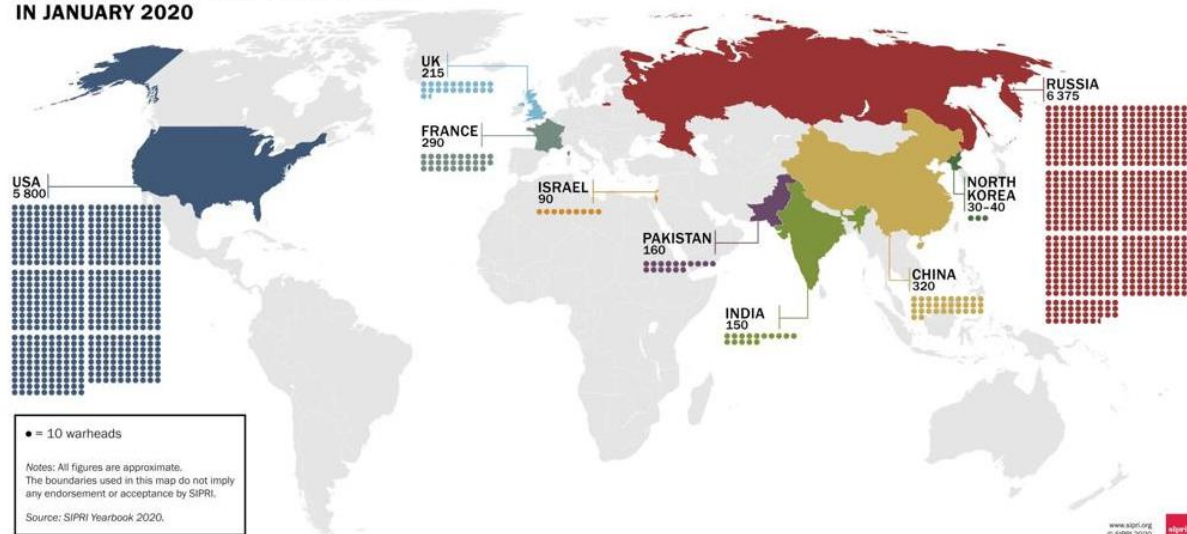 IN JANUARY 2020
UK
215
FRANCE
290
USA
5 800
ISRAEL
90
PAKISTAN
160
INDIA
150
CHINA
320
NORTH
KOREA
30–40
RUSSIA
6 375
• = 10 warheads
Notes: All figures are approximate.
The boundaries used in this map do not imply
any endorsement or acceptance by SIPRI.
Source: SIPRI Yearbook 2020.
www.sipri.org
© SIPRI 2020
sipri